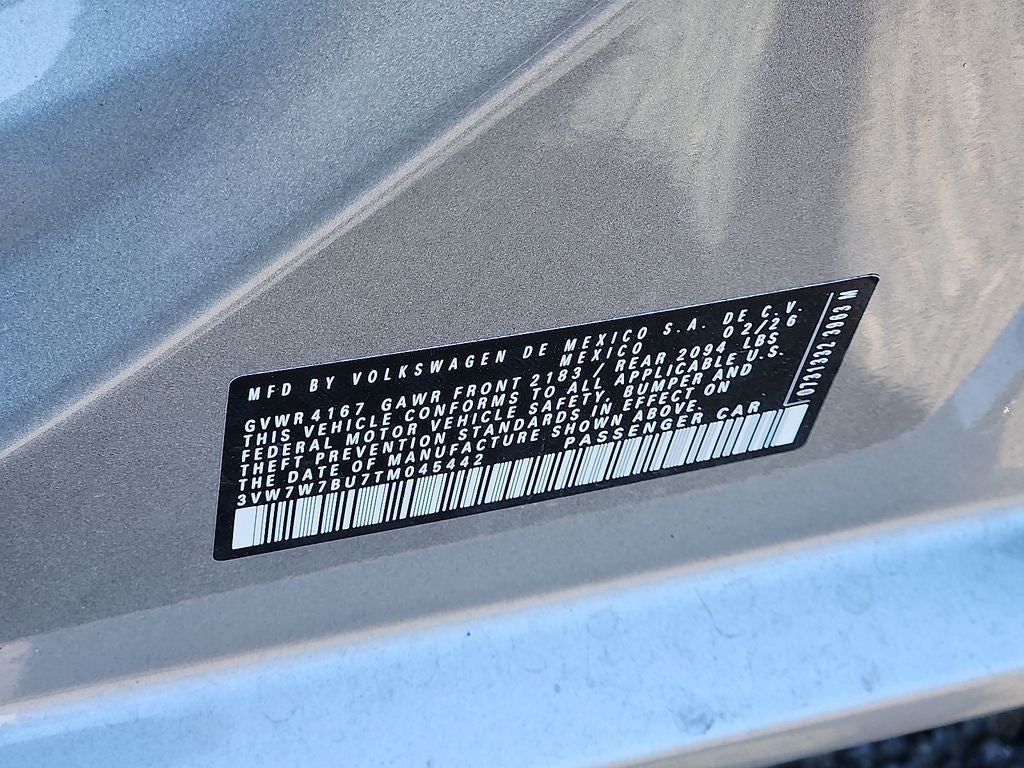 MFD BY VOLKSWAGEN DE MEXICO S.A. DE C.V.
MEXICO 02/26
GVWR 4167 GAWR FRONT 2183 / REAR 2094 LBS
THIS VEHICLE CONFORMS TO ALL APPLICABLE U.S.
FEDERAL MOTOR VEHICLE SAFETY, BUMPER AND
THEFT PREVENTION STANDARDS IN EFFECT ON
THE DATE OF MANUFACTURE SHOWN ABOVE.
3VW7W7BU7TM045442 PASSENGER CAR